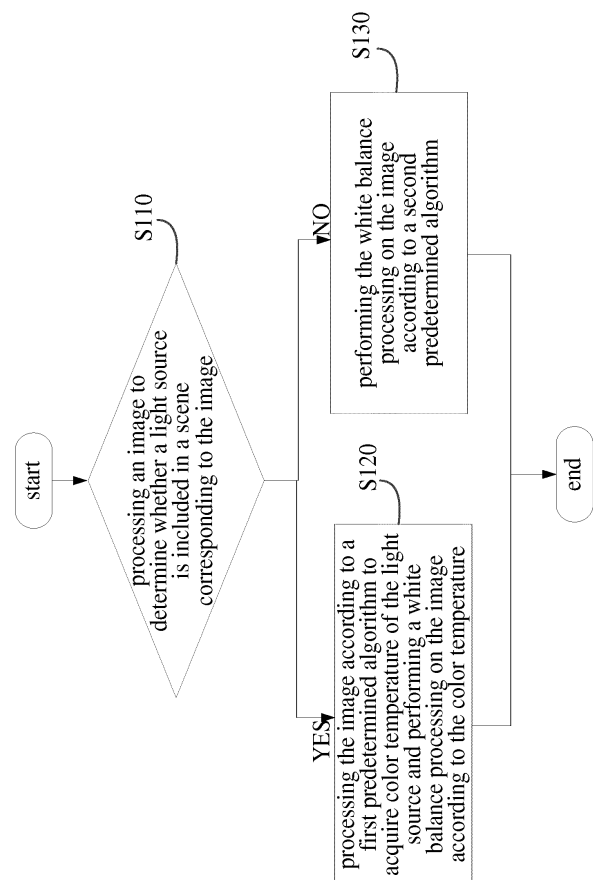 start
S110
processing an image to
determine whether a light source
is included in a scene
corresponding to the image
YES
NO
S120
processing the image according to a
first predetermined algorithm to
acquire color temperature of the light
source and performing a white
balance processing on the image
according to the color temperature
S130
performing the white balance
processing on the image
according to a second
predetermined algorithm
end